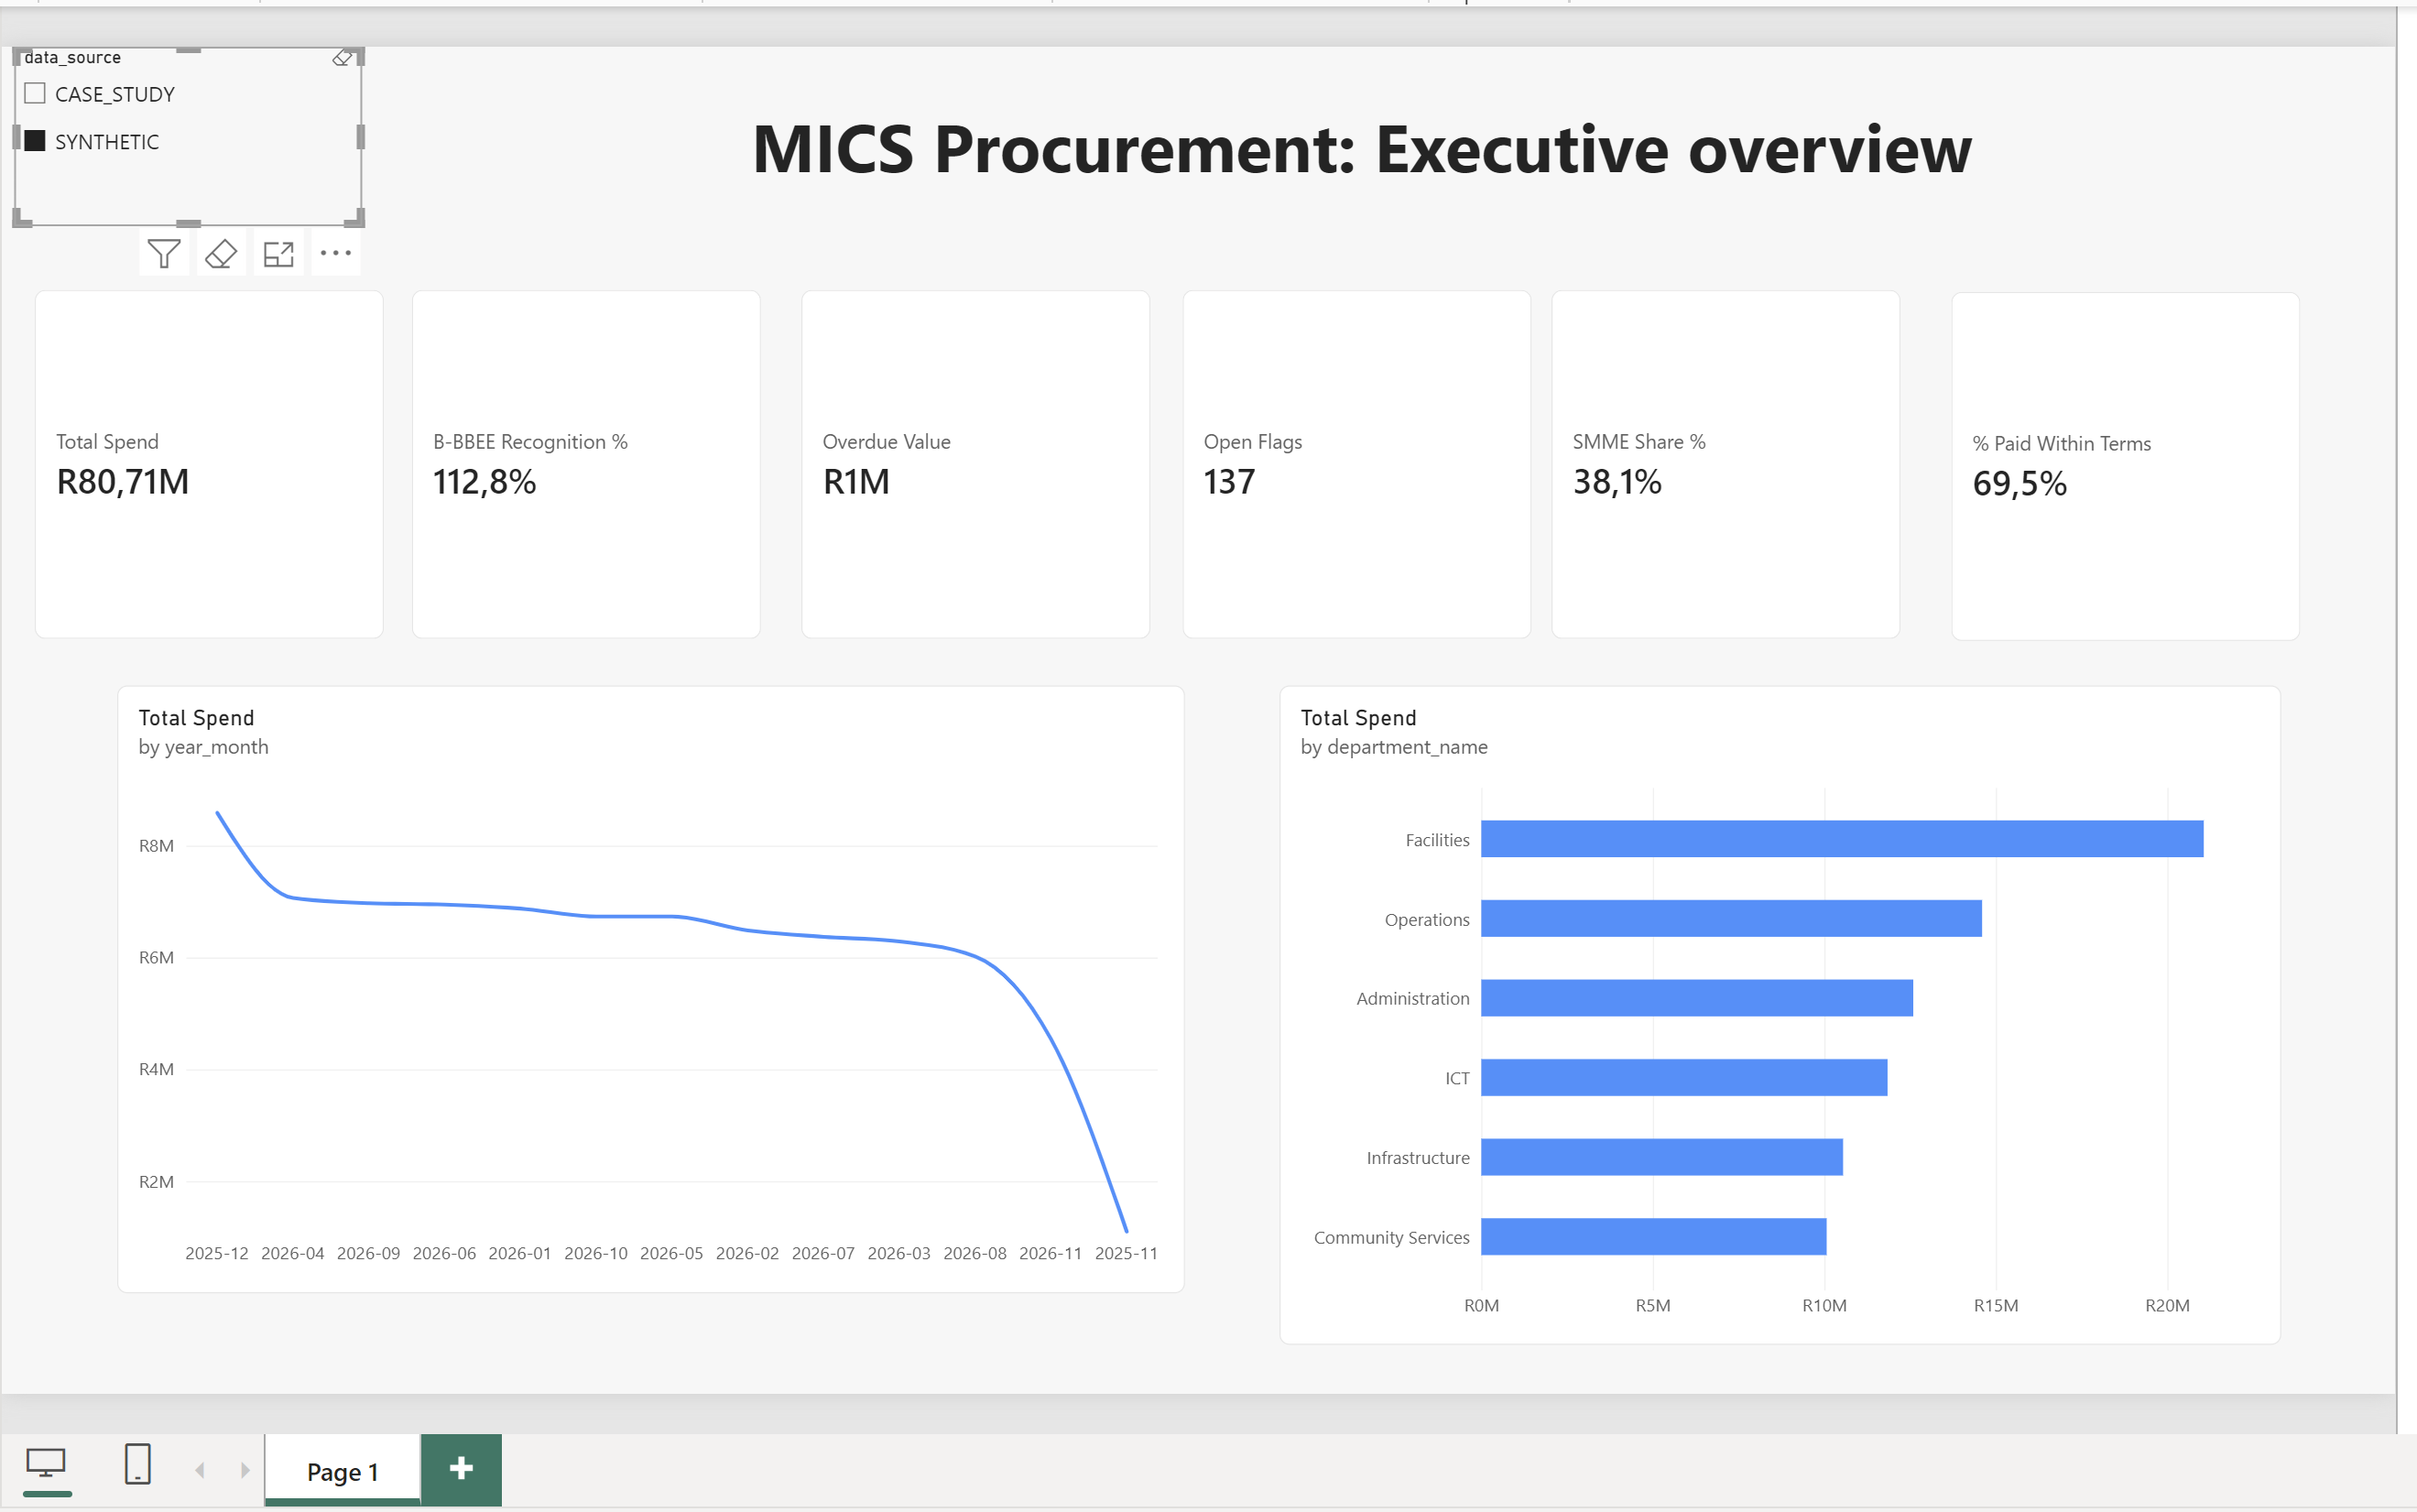 data_source
CASE_STUDY
SYNTHETIC
MICS Procurement: Executive overview
Total Spend
R80,71M
B-BBEE Recognition %
112,8%
Overdue Value
R1M
Open Flags
137
SMME Share %
38,1%
% Paid Within Terms
69,5%
Total Spend
by year_month
R8M
R6M
R4M
R2M
2025-12 2026-04 2026-09 2026-06 2026-01 2026-10 2026-05 2026-02 2026-07 2026-03 2026-08 2026-11 2025-11
Total Spend
by department_name
Facilities
Operations
Administration
ICT
Infrastructure
Community Services
R0M R5M R10M R15M R20M
Page 1